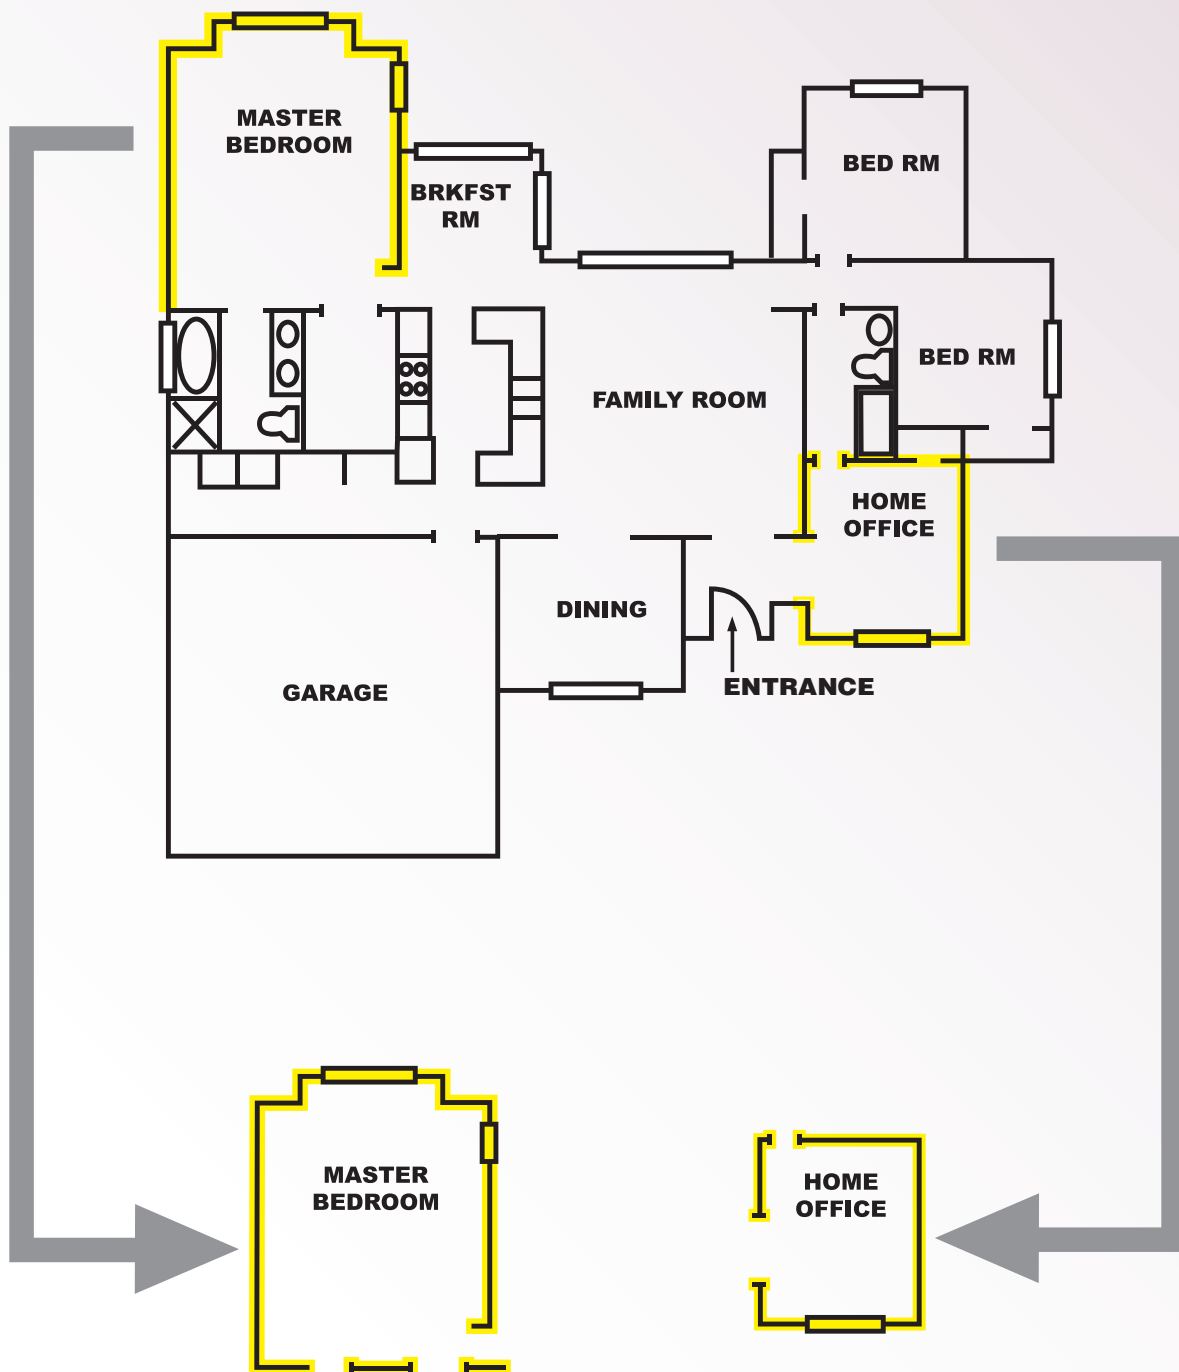 MASTER
BEDROOM
BED RM
BRKFST
RM
BED RM
FAMILY ROOM
HOME
OFFICE
DINING
GARAGE
ENTRANCE
MASTER
BEDROOM
HOME
OFFICE